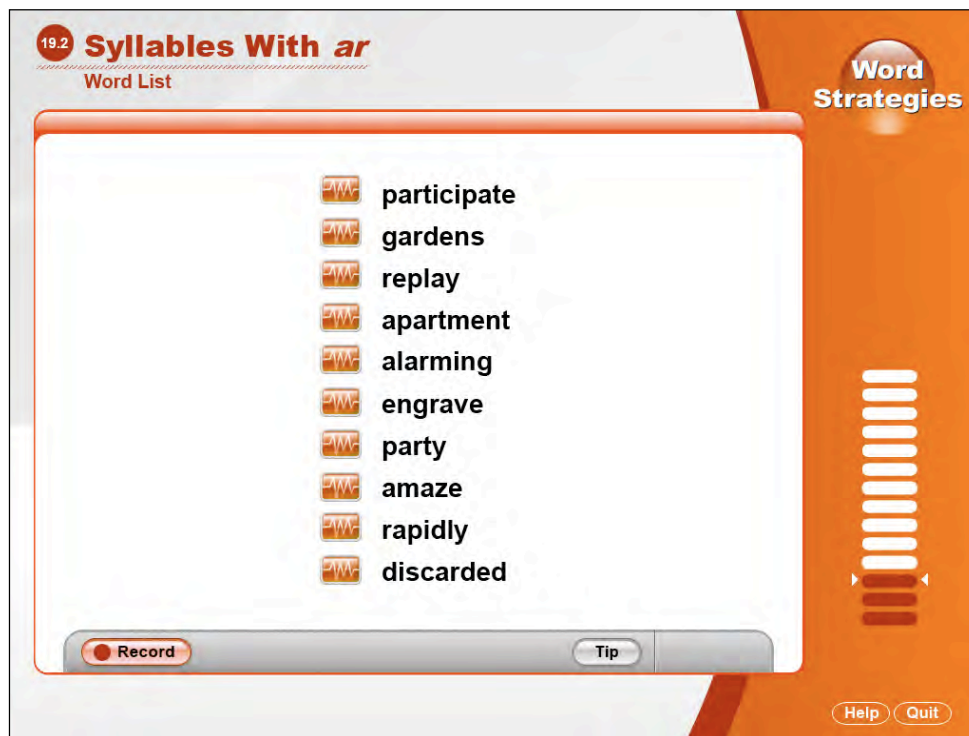 19.2 Syllables With ar
Word List
Word
Strategies
participate
gardens
replay
apartment
alarming
engrave
party
amaze
rapidly
discarded
Record
Tip
Help
Quit